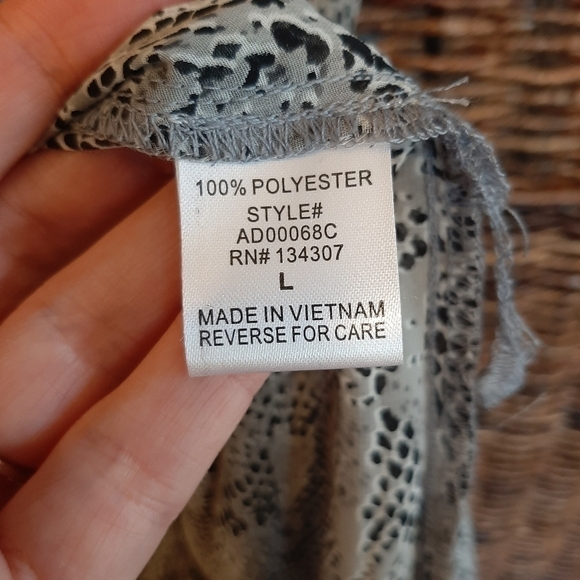 100% POLYESTER
STYLE#
AD00068C
RN# 134307
L
MADE IN VIETNAM
REVERSE FOR CARE